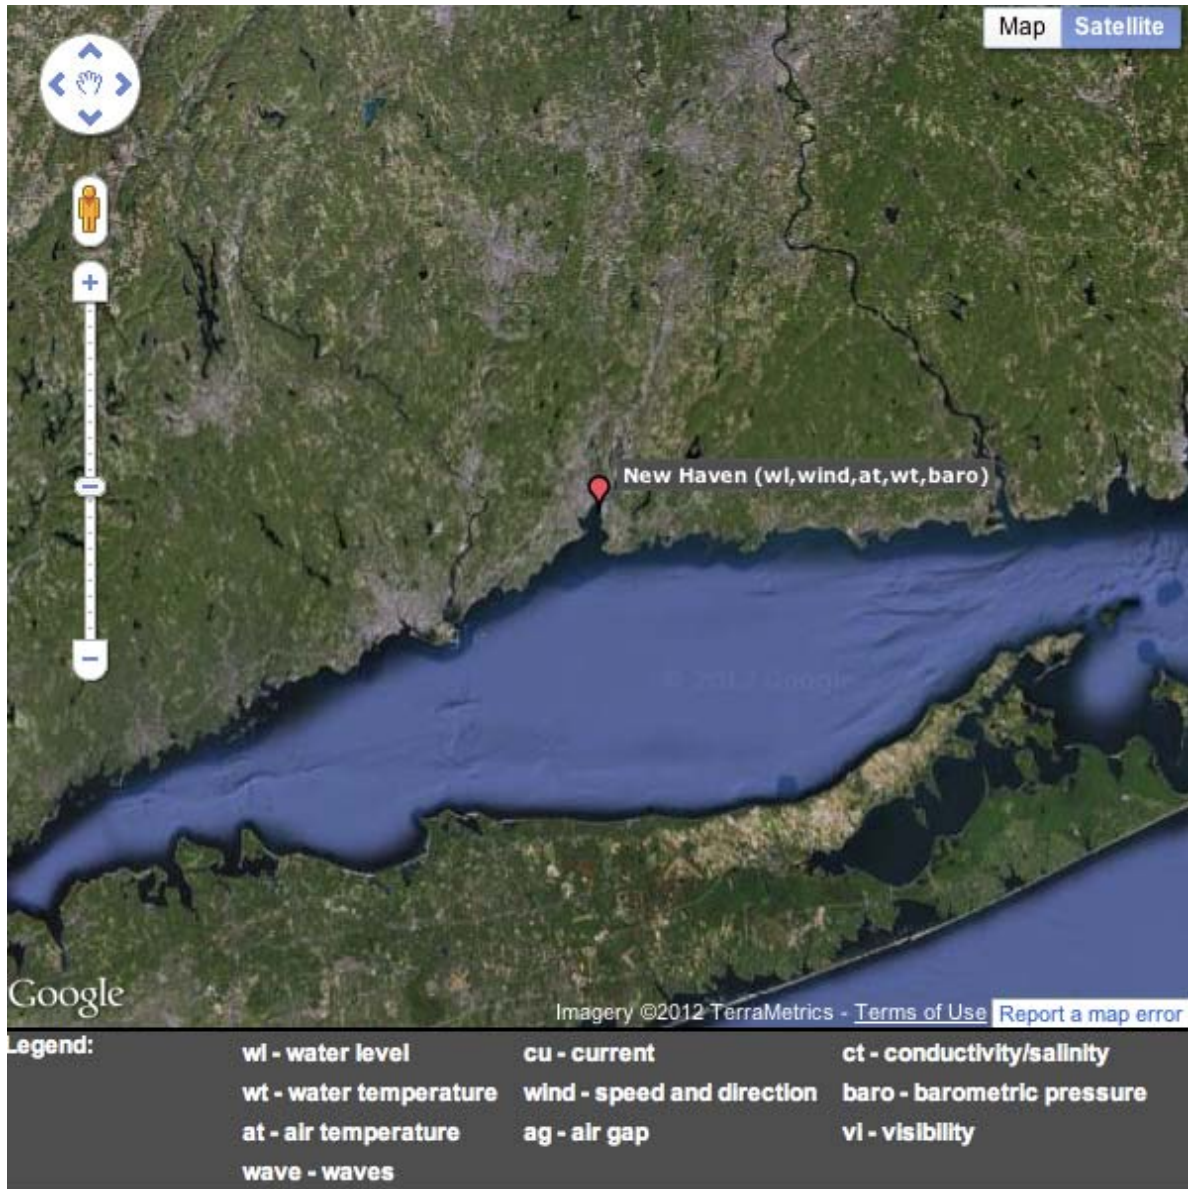 Map Satellite
New Haven (wl,wind,at,wt,baro)
© 2012 Google
Google
Imagery ©2012 TerraMetrics - Terms of Use Report a map error
Legend:
wl - water level cu - current ct - conductivity/salinity
wt - water temperature wind - speed and direction baro - barometric pressure
at - air temperature ag - air gap vi - visibility
wave - waves